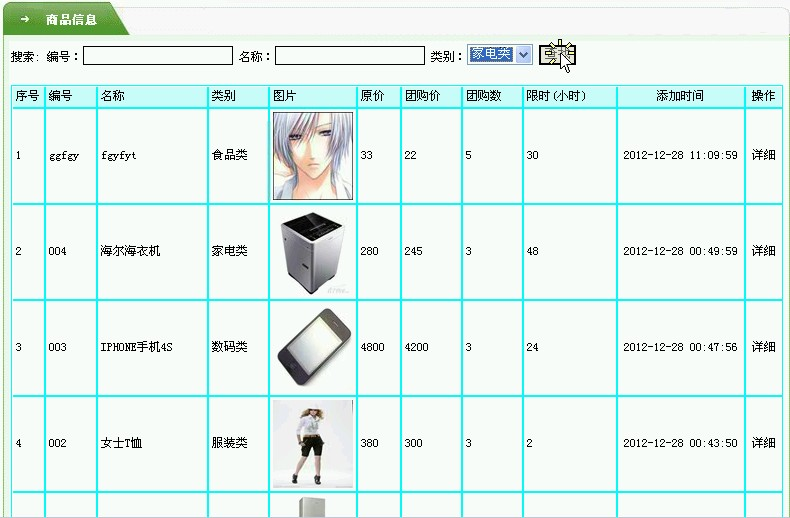 商品信息
搜索: 编号: 名称: 类别: 家电类
序号 编号 名称 类别 图片 原价 团购价 团购数 限时(小时) 添加时间 操作
1 ggfgy fgyfyt 食品类 33 22 5 30 2012-12-28 11:09:59 详细
2 004 海尔海衣机 家电类 280 245 3 48 2012-12-28 00:49:59 详细
3 003 IPHONE手机4S 数码类 4800 4200 3 24 2012-12-28 00:47:56 详细
4 002 女士T恤 服装类 380 300 3 2 2012-12-28 00:43:50 详细